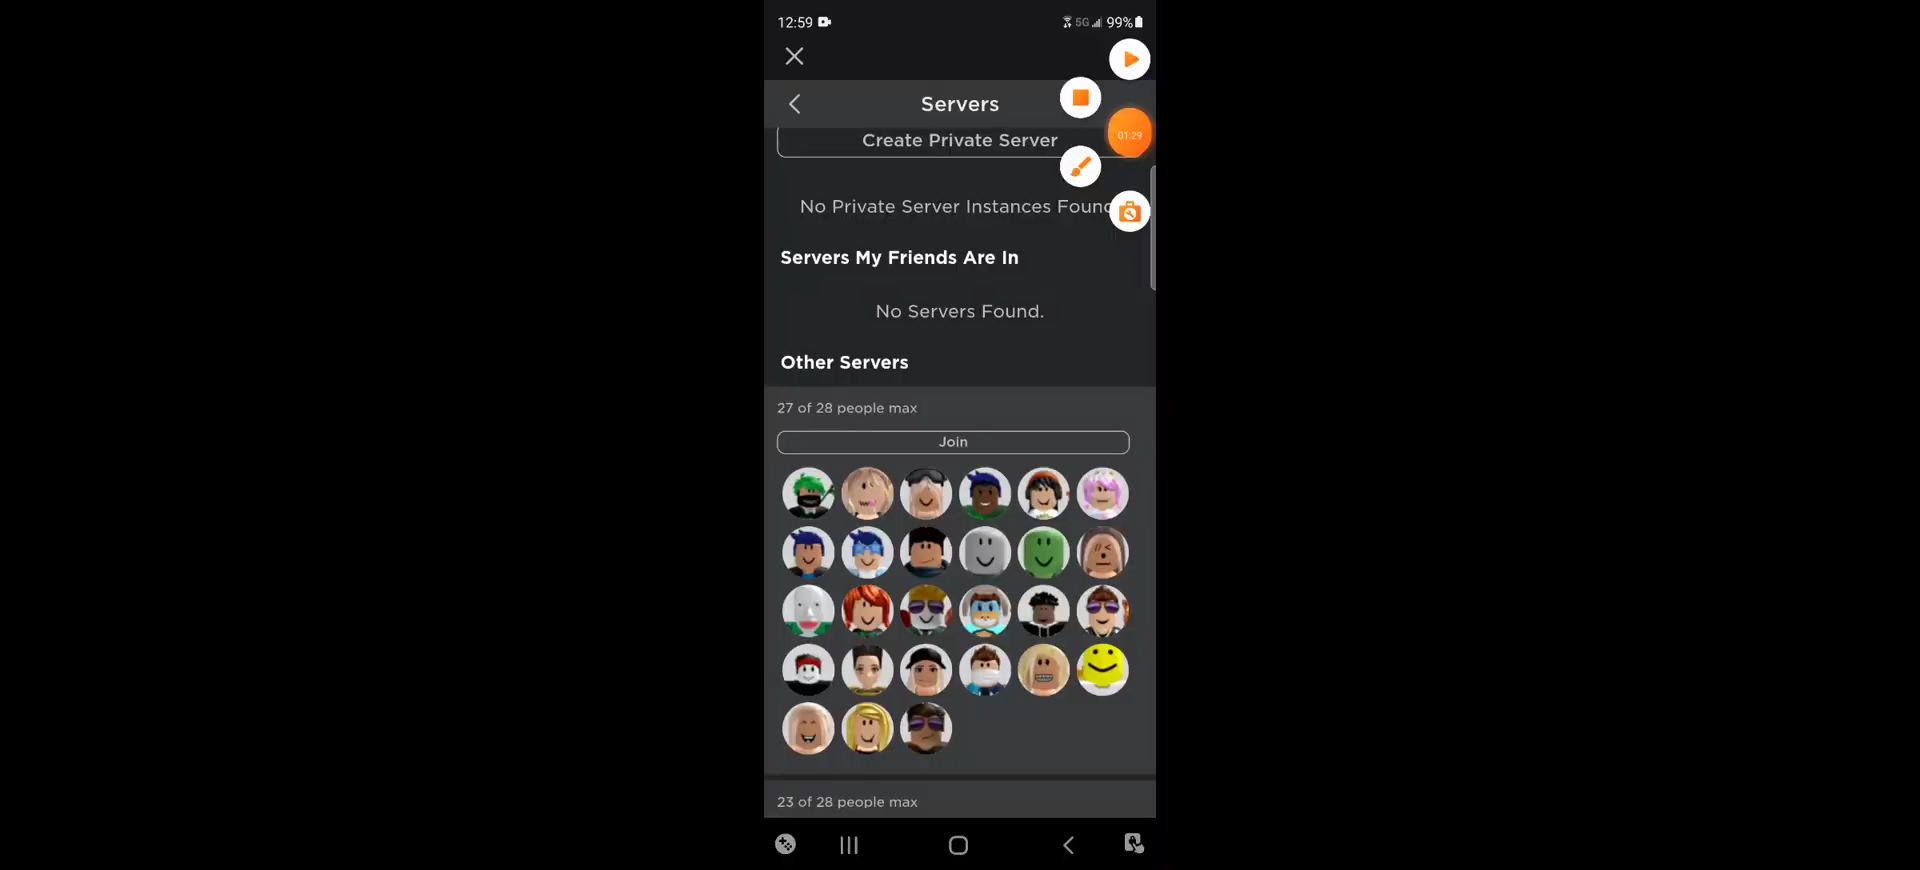 12:59 5G 99%
Servers
01:29
Create Private Server
No Private Server Instances Found
Servers My Friends Are In
No Servers Found.
Other Servers
27 of 28 people max
Join
23 of 28 people max